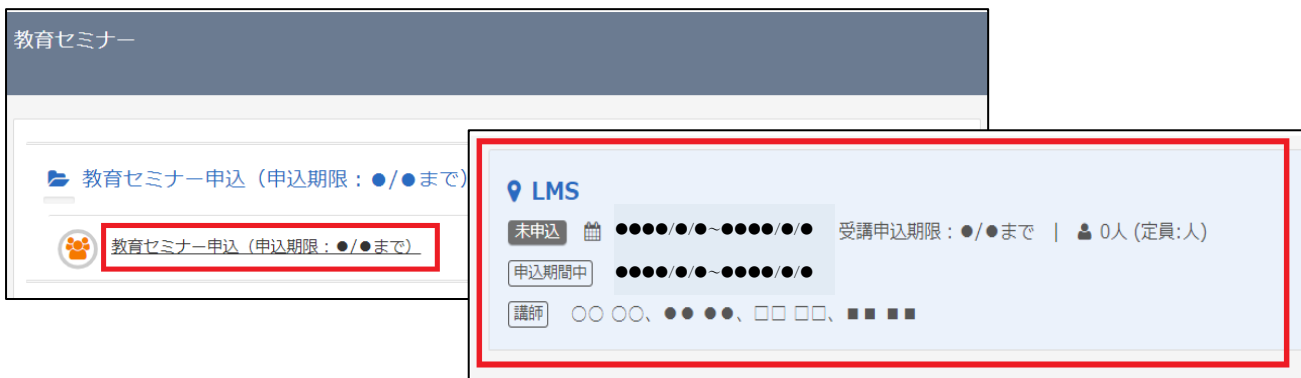 教育セミナー
教育セミナー申込（申込期限：●/●まで）
教育セミナー申込（申込期限：●/●まで）
LMS
未申込 ●●●●/●/●~●●●●/●/● 受講申込期限：●/●まで | 0人 (定員:人)
申込期間中 ●●●●/●/●~●●●●/●/●
講師 〇〇 〇〇、●● ●●、□□ □□、■■ ■■